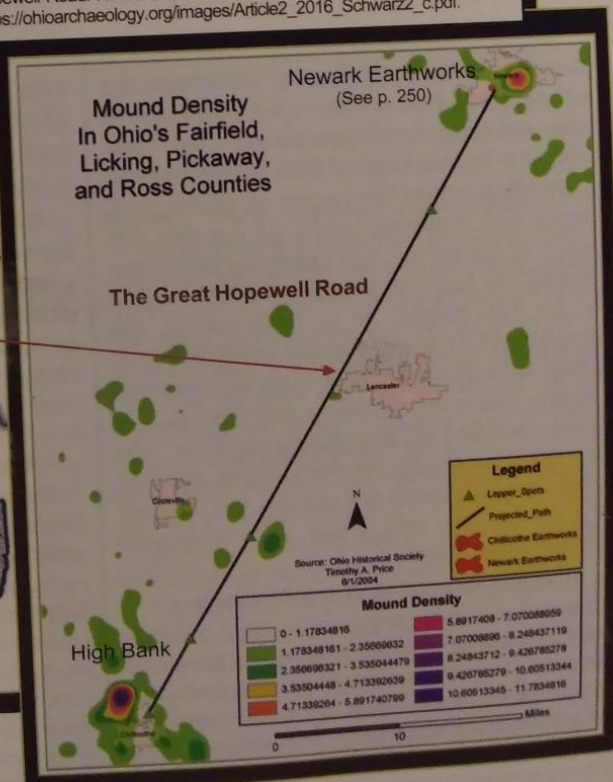 s://ohioarchaeology.org/images/Article2_2016_Schwarz2_c.pdf.
Newark Earthworks
(See p. 250)
Mound Density
In Ohio's Fairfield,
Licking, Pickaway,
and Ross Counties
The Great Hopewell Road
Lancaster
Circleville
N
Source: Ohio Historical Society
Timothy A. Price
6/1/2004
Legend
Lepper_Spots
Projected_Path
Chillicothe Earthworks
Newark Earthworks
High Bank
Chillicothe
Mound Density
0 - 1.17834816
1.178348161 - 2.35669632
2.356696321 - 3.535044479
3.53504448 - 4.713392639
4.71339264 - 5.891740799
5.8917408 - 7.070088959
7.07008896 - 8.248437119
8.24843712 - 9.426785278
9.426785279 - 10.60513344
10.60513345 - 11.7834816
0
10
Miles